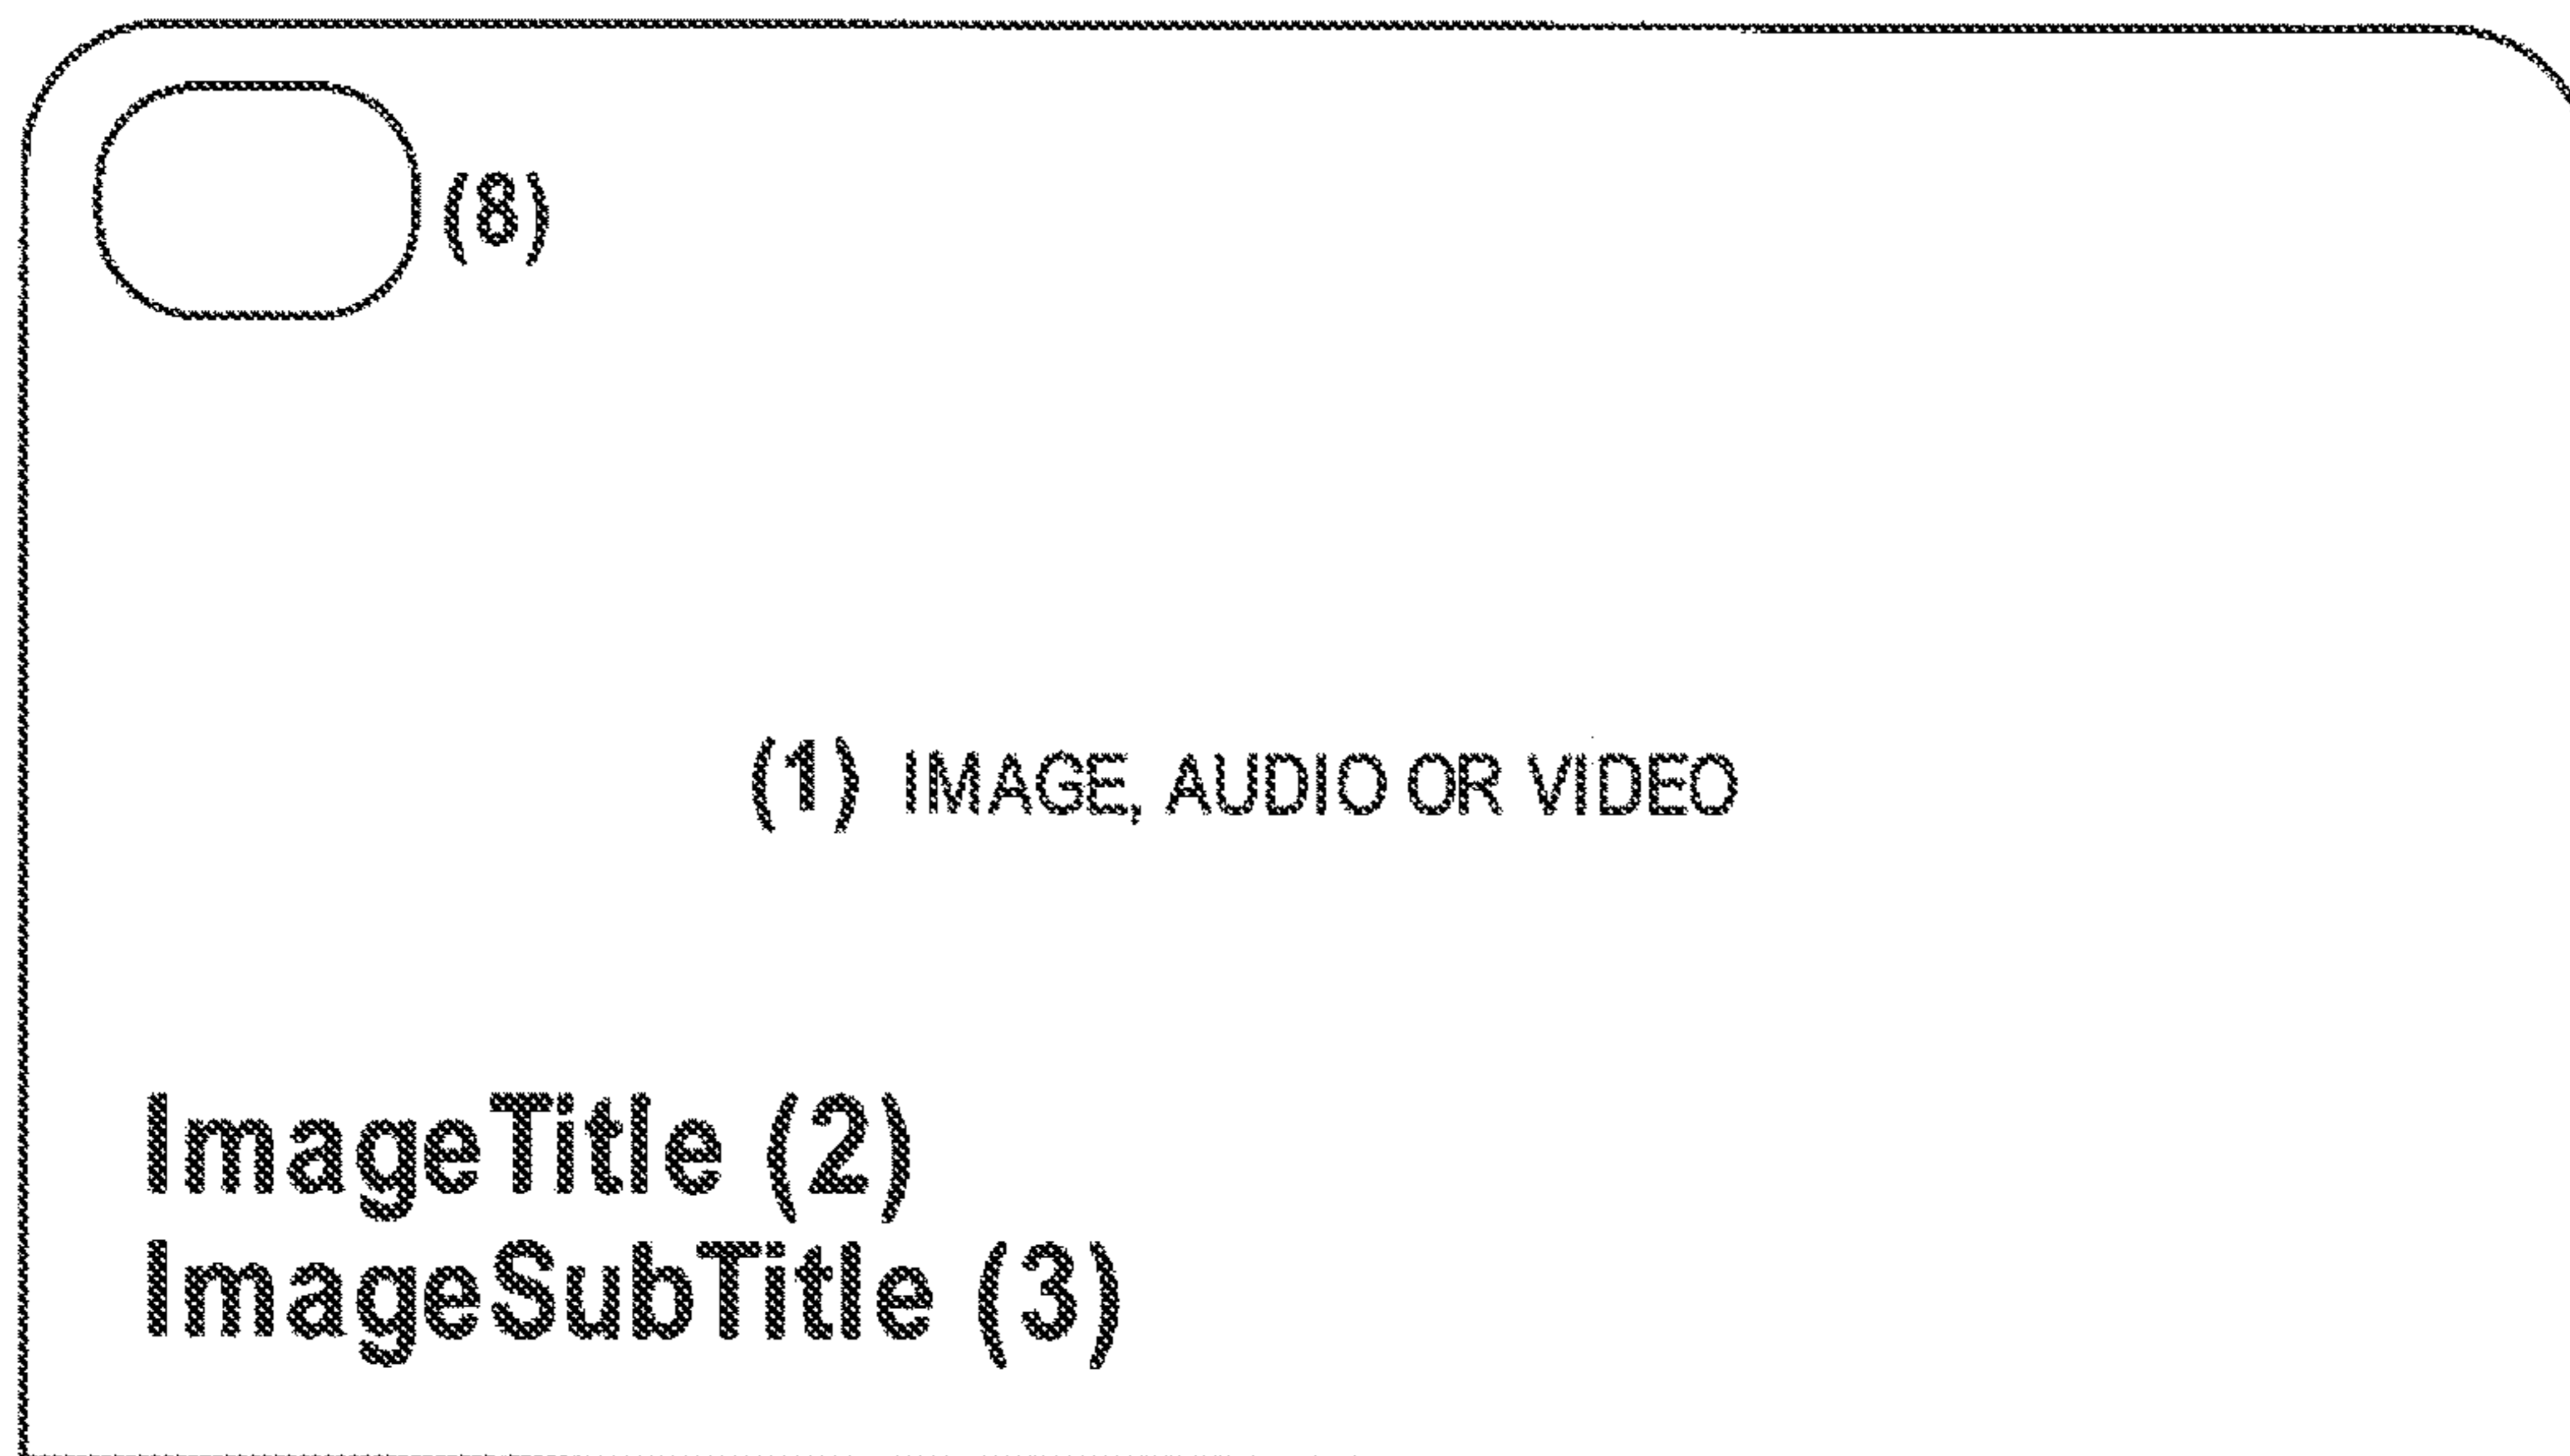 (8)
(1) IMAGE, AUDIO OR VIDEO
ImageTitle (2)
ImageSubTitle (3)